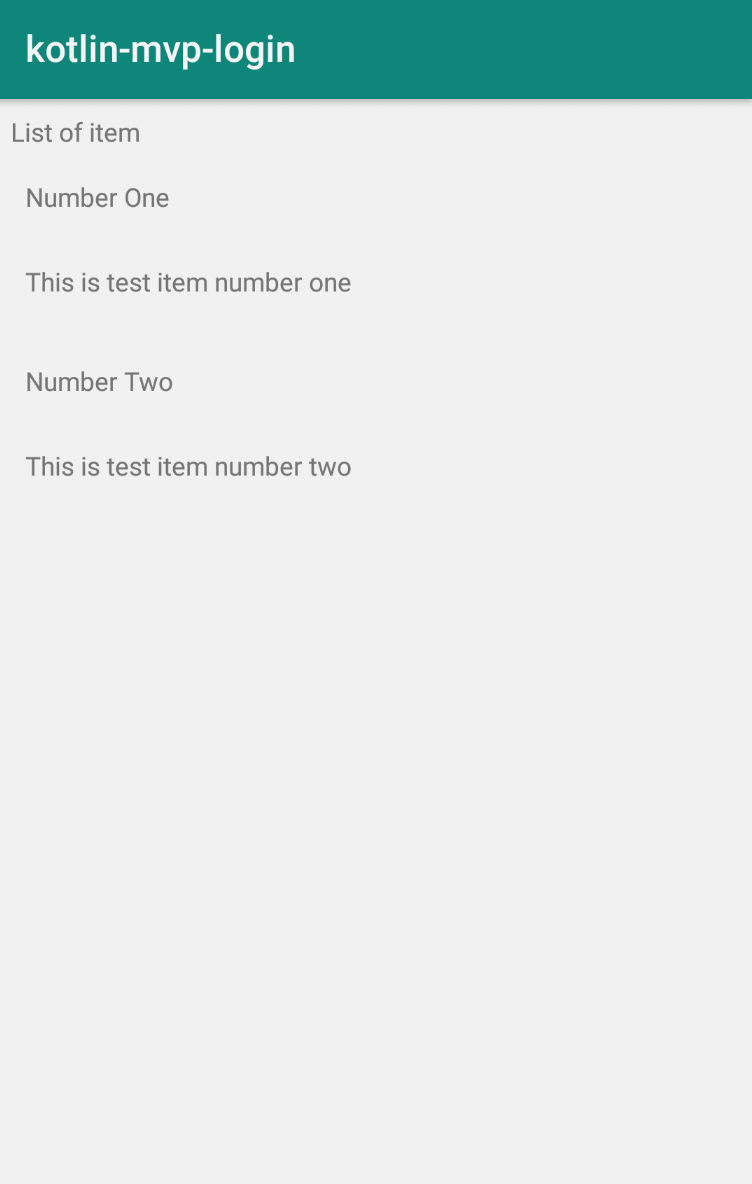 kotlin-mvp-login
List of item
Number One
This is test item number one
Number Two
This is test item number two